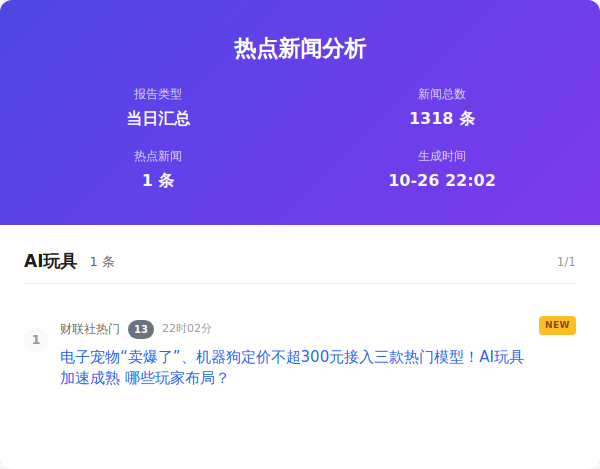 热点新闻分析
报告类型
新闻总数
当日汇总
1318 条
热点新闻
生成时间
1 条
10-26 22:02
AI玩具 1 条 1/1
1 财联社热门 13 22时02分 NEW
电子宠物“卖爆了”、机器狗定价不超300元接入三款热门模型！AI玩具
加速成熟 哪些玩家布局？